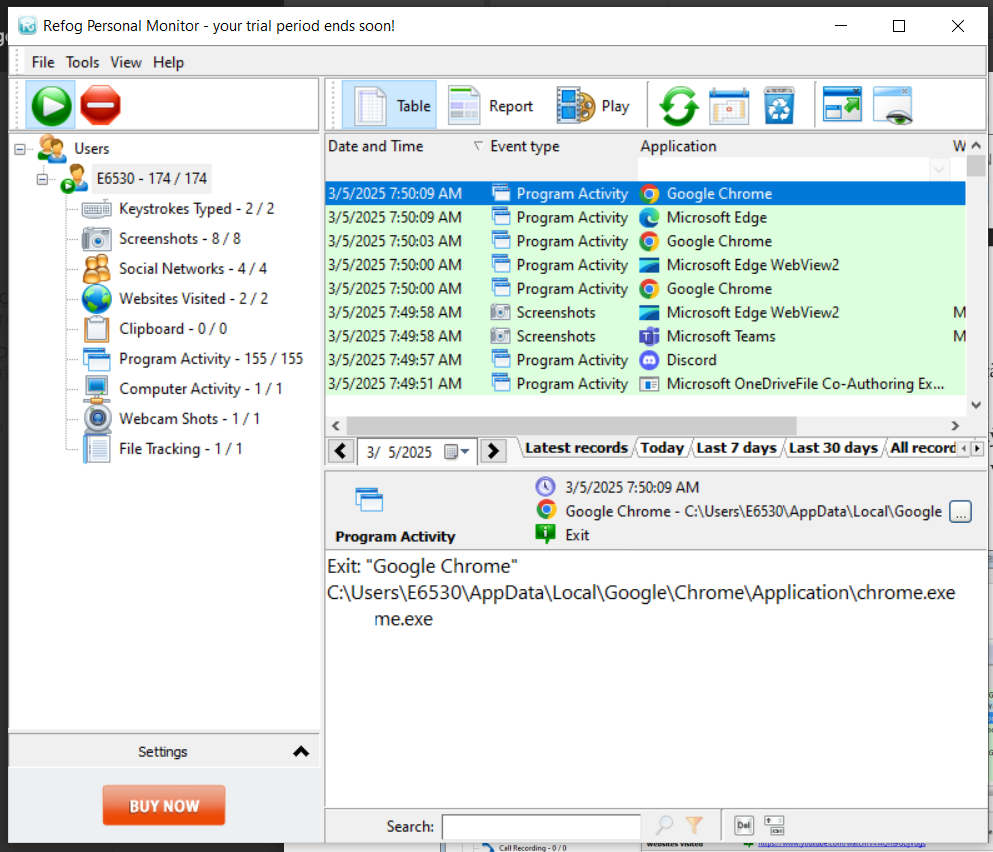 Refog Personal Monitor - your trial period ends soon!
File Tools View Help
Table Report Play
Users
E6530 - 174 / 174
Keystrokes Typed - 2 / 2
Screenshots - 8 / 8
Social Networks - 4 / 4
Websites Visited - 2 / 2
Clipboard - 0 / 0
Program Activity - 155 / 155
Computer Activity - 1 / 1
Webcam Shots - 1 / 1
File Tracking - 1 / 1
Settings
BUY NOW
Date and Time Event type Application W
3/5/2025 7:50:09 AM Program Activity Google Chrome
3/5/2025 7:50:09 AM Program Activity Microsoft Edge
3/5/2025 7:50:03 AM Program Activity Google Chrome
3/5/2025 7:50:00 AM Program Activity Microsoft Edge WebView2
3/5/2025 7:50:00 AM Program Activity Google Chrome
3/5/2025 7:49:58 AM Screenshots Microsoft Edge WebView2 M
3/5/2025 7:49:58 AM Screenshots Microsoft Teams M
3/5/2025 7:49:57 AM Program Activity Discord
3/5/2025 7:49:51 AM Program Activity Microsoft OneDriveFile Co-Authoring Ex...
3/ 5/2025 Latest records Today Last 7 days Last 30 days All record
3/5/2025 7:50:09 AM
Google Chrome - C:\Users\E6530\AppData\Local\Google ...
Program Activity Exit
Exit: "Google Chrome"
C:\Users\E6530\AppData\Local\Google\Chrome\Application\chrome.exe
me.exe
Search: Del
Call Recording - 0 / 0 Websites Visited